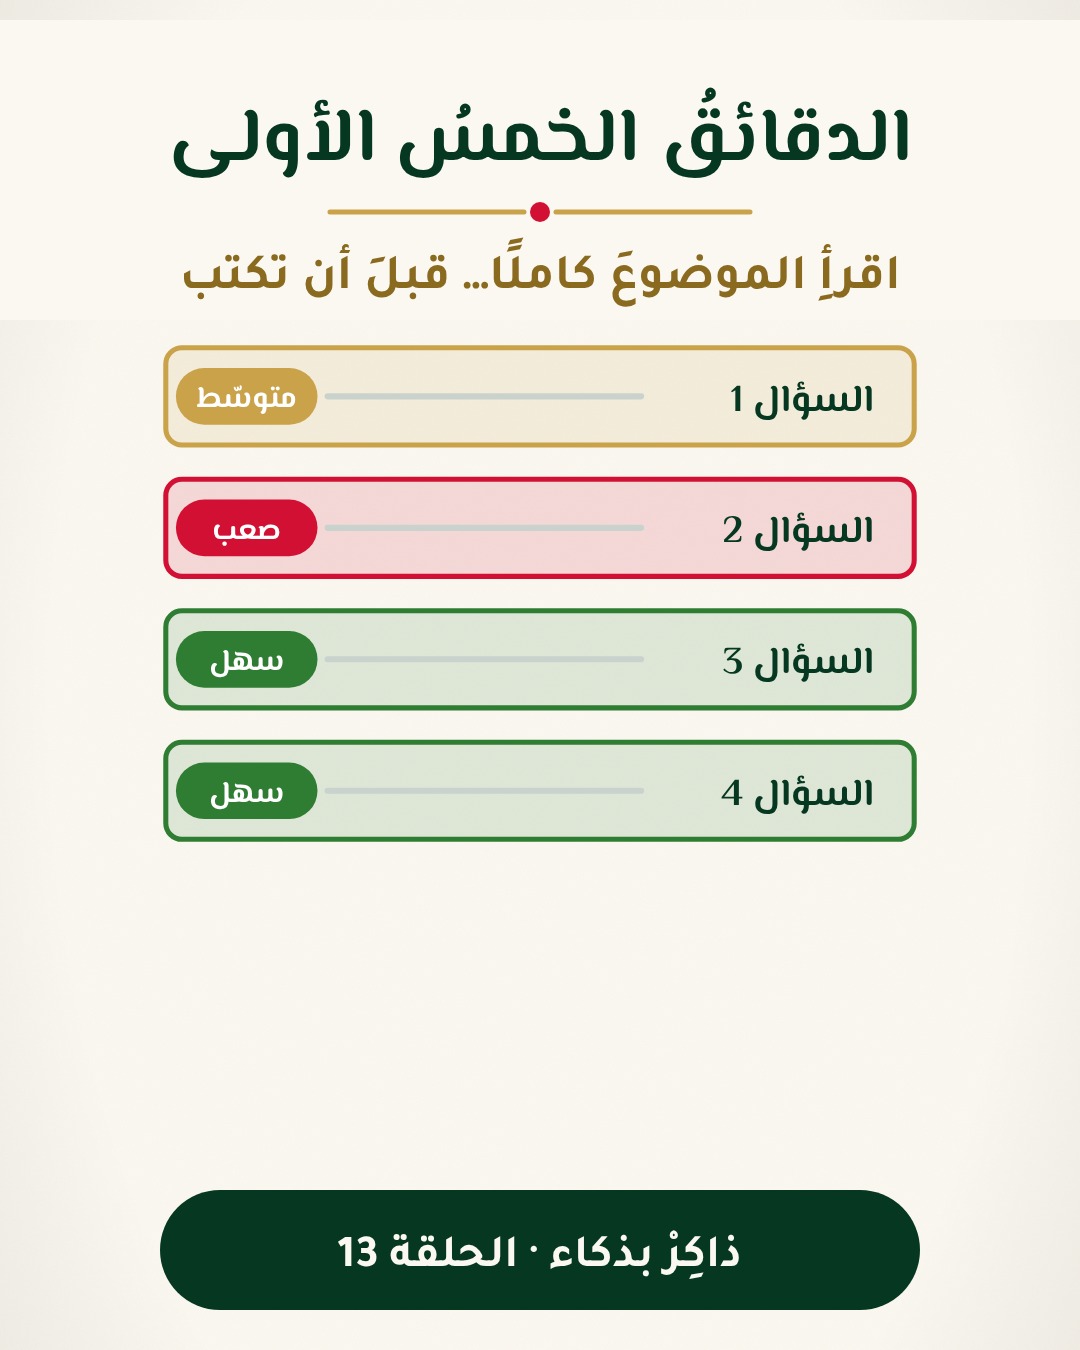 الدقائقُ الخمسُ الأولى
اقرأِ الموضوعَ كاملًا... قبلَ أن تكتب
السؤال 1 متوسّط
السؤال 2 صعب
السؤال 3 سهل
السؤال 4 سهل
ذاكِرْ بذكاء · الحلقة 13